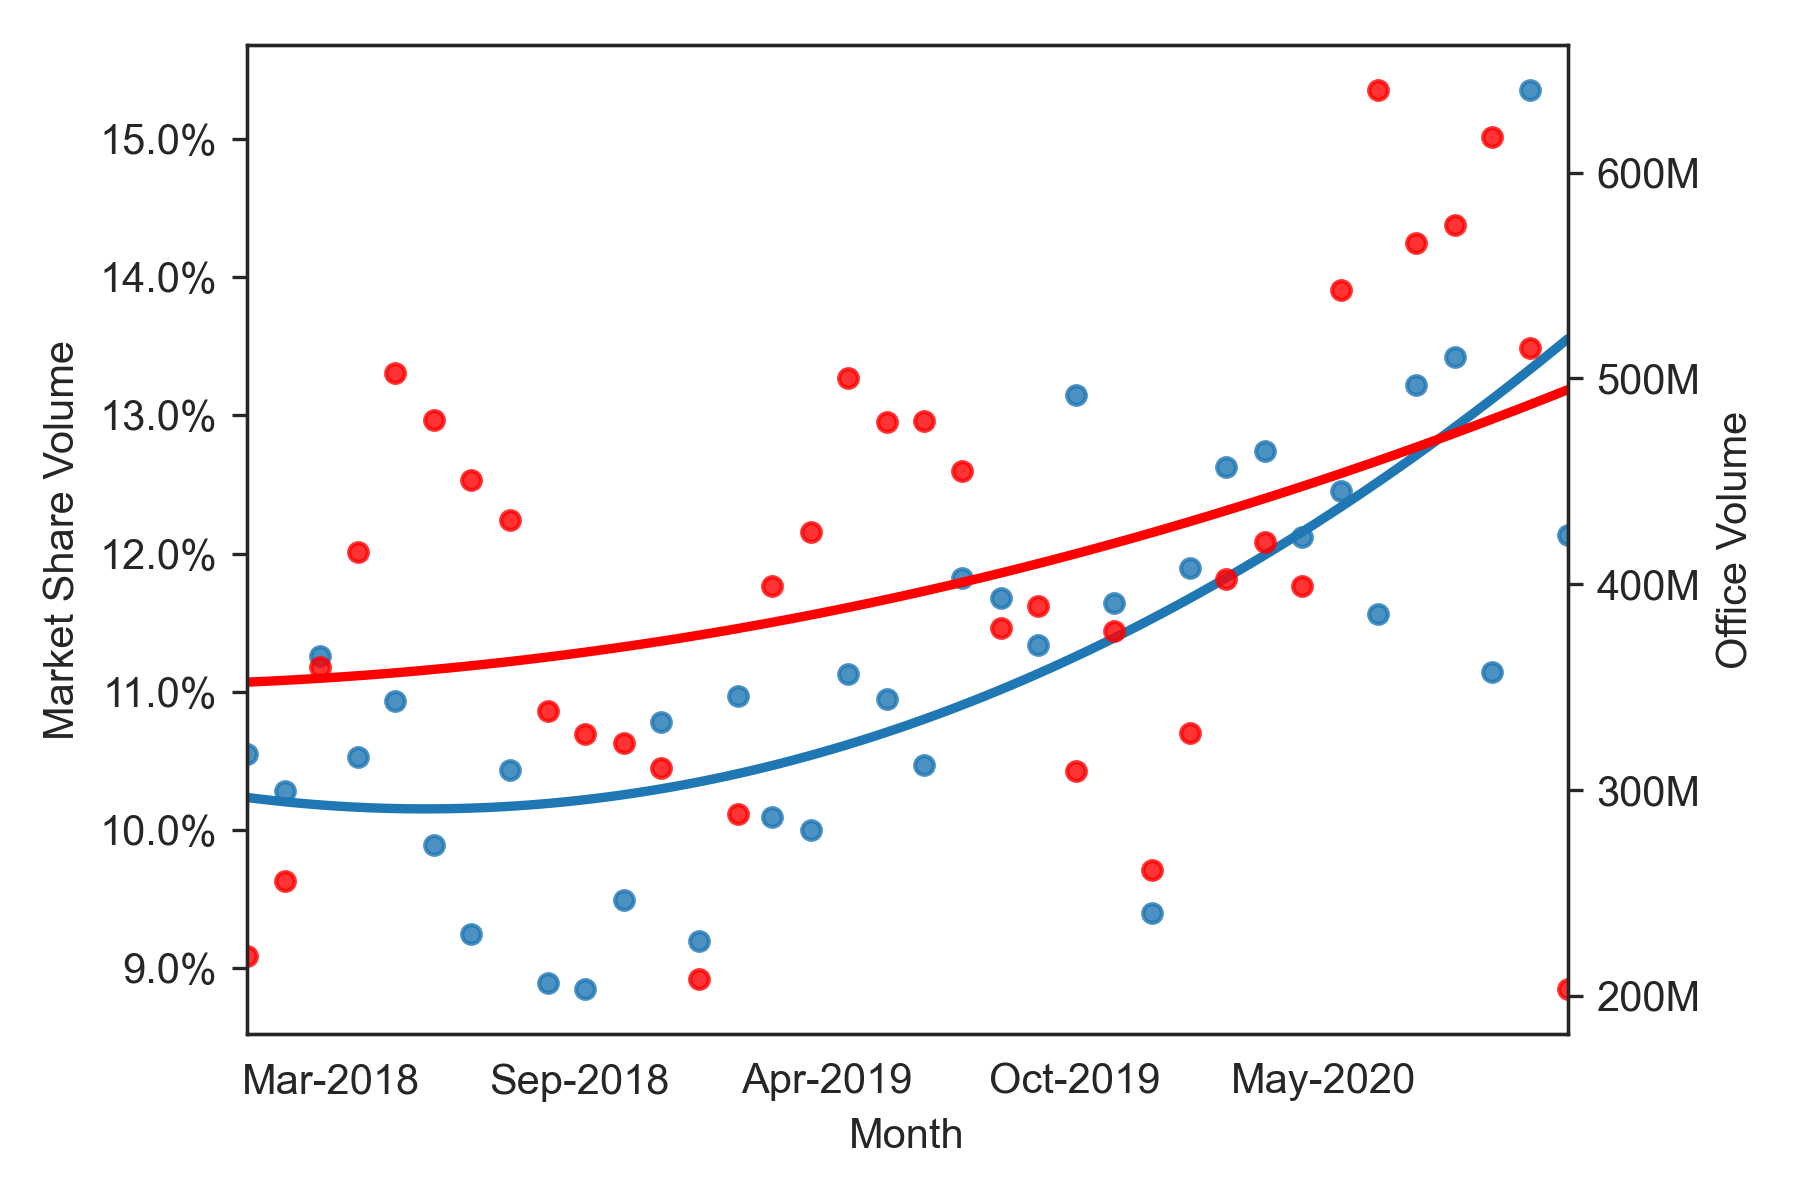 Market Share Volume
15.0%
14.0%
13.0%
12.0%
11.0%
10.0%
9.0%
600M
500M
400M
300M
200M
Office Volume
Mar-2018 Sep-2018 Apr-2019 Oct-2019 May-2020
Month